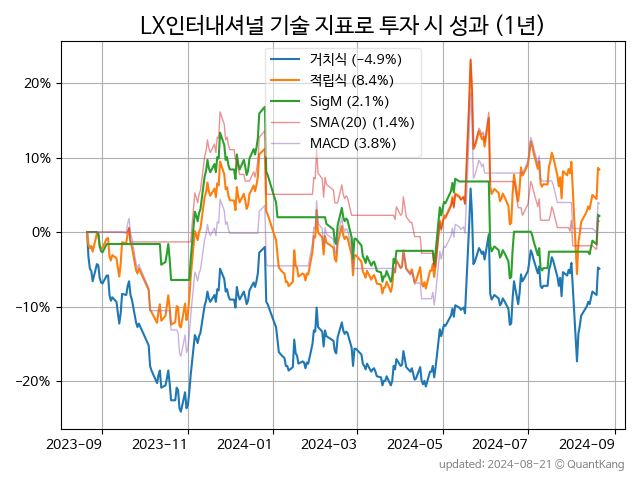 LX인터내셔널 기술 지표로 투자 시 성과 (1년)
거치식 (-4.9%)
적립식 (8.4%)
SigM (2.1%)
SMA(20) (1.4%)
MACD (3.8%)
20%
10%
0%
−10%
−20%
2023-09 2023-11 2024-01 2024-03 2024-05 2024-07 2024-09
updated: 2024-08-21 © QuantKang